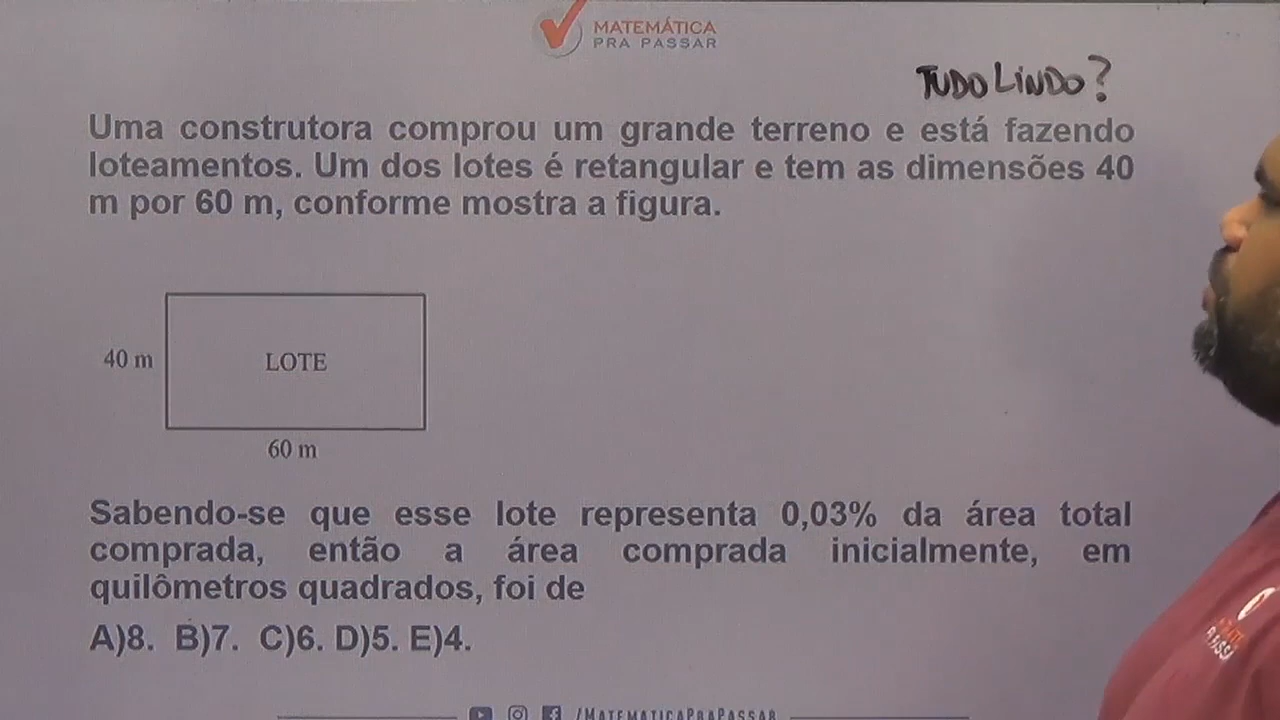 MATEMÁTICA
PRA PASSAR
TUDO LINDO?
Uma construtora comprou um grande terreno e está fazendo
loteamentos. Um dos lotes é retangular e tem as dimensões 40
m por 60 m, conforme mostra a figura.
40 m
LOTE
60 m
Sabendo-se que esse lote representa 0,03% da área total
comprada, então a área comprada inicialmente, em
quilômetros quadrados, foi de
A)8. B)7. C)6. D)5. E)4.
/MATEMATICAPRAPASSAR